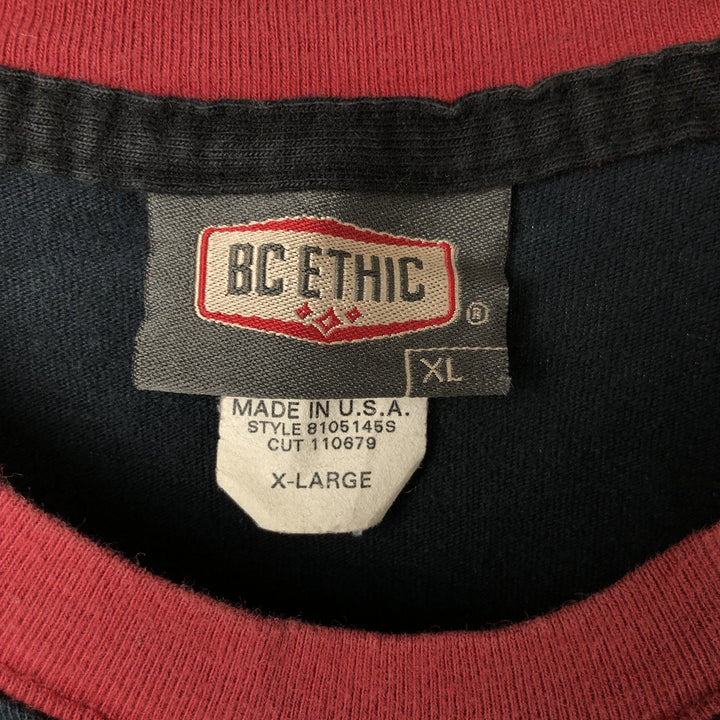 BC ETHIC
®
XL
MADE IN U.S.A.
STYLE 8105145S
CUT 110679
X-LARGE